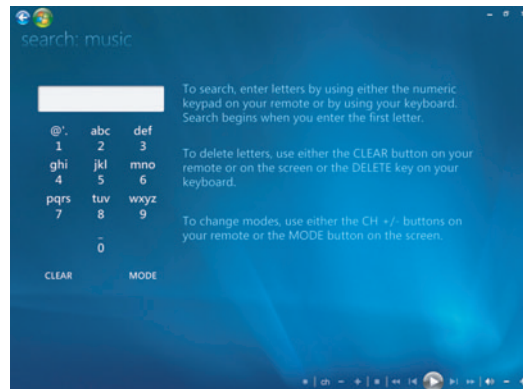 search: music
To search, enter letters by using either the numeric
keypad on your remote or by using your keyboard.
Search begins when you enter the first letter.
To delete letters, use either the CLEAR button on your
remote or on the screen or the DELETE key on your
keyboard.
To change modes, use either the CH +/- buttons on
your remote or the MODE button on the screen.
@'. abc def
1 2 3
ghi jkl mno
4 5 6
pqrs tuv wxyz
7 8 9
_
0
CLEAR MODE
ch - +